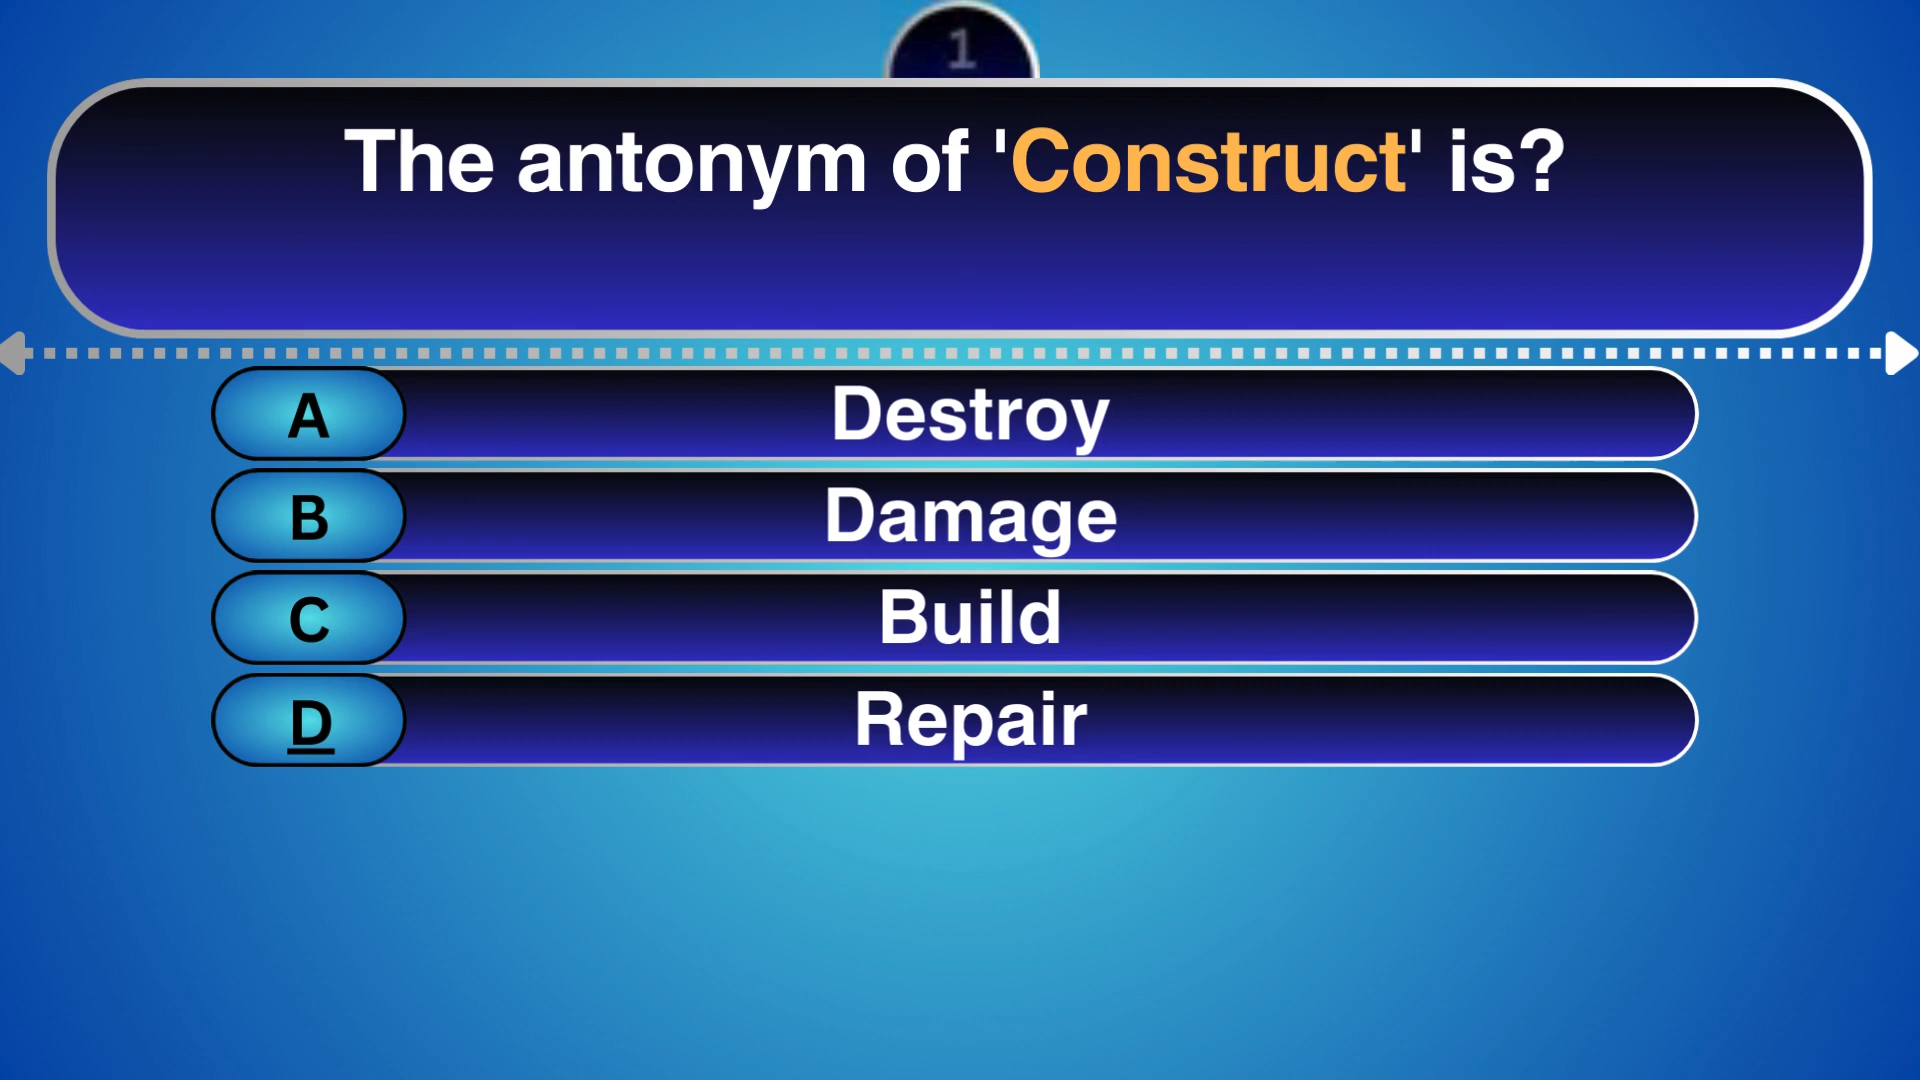 1
The antonym of 'Construct' is?
A Destroy
B Damage
C Build
D Repair